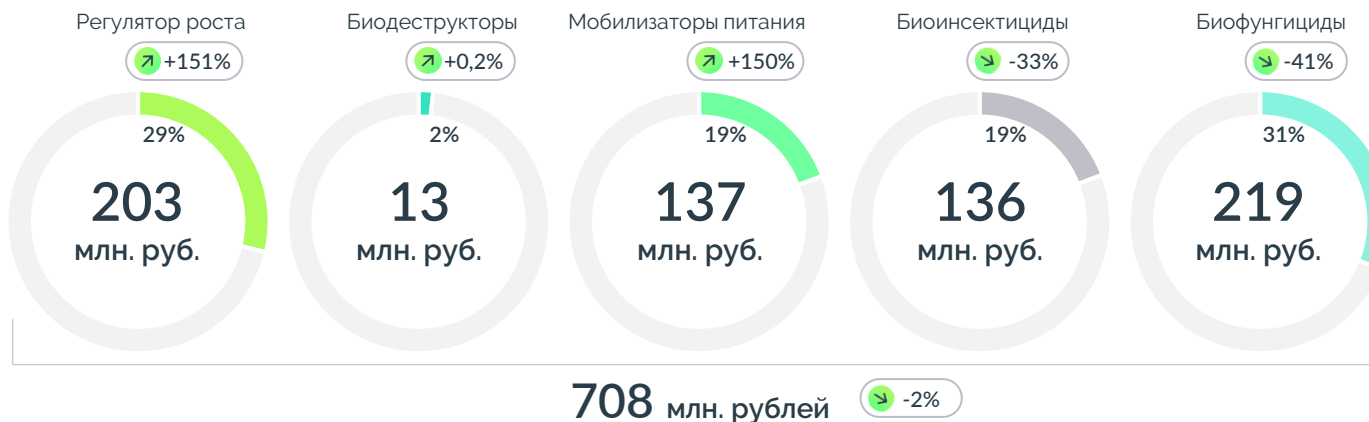 Регулятор роста
+151%
29%
203
млн. руб.
Биодеструкторы
+0,2%
2%
13
млн. руб.
Мобилизаторы питания
+150%
19%
137
млн. руб.
Биоинсектициды
-33%
19%
136
млн. руб.
Биофунгициды
-41%
31%
219
млн. руб.
708 млн. рублей -2%